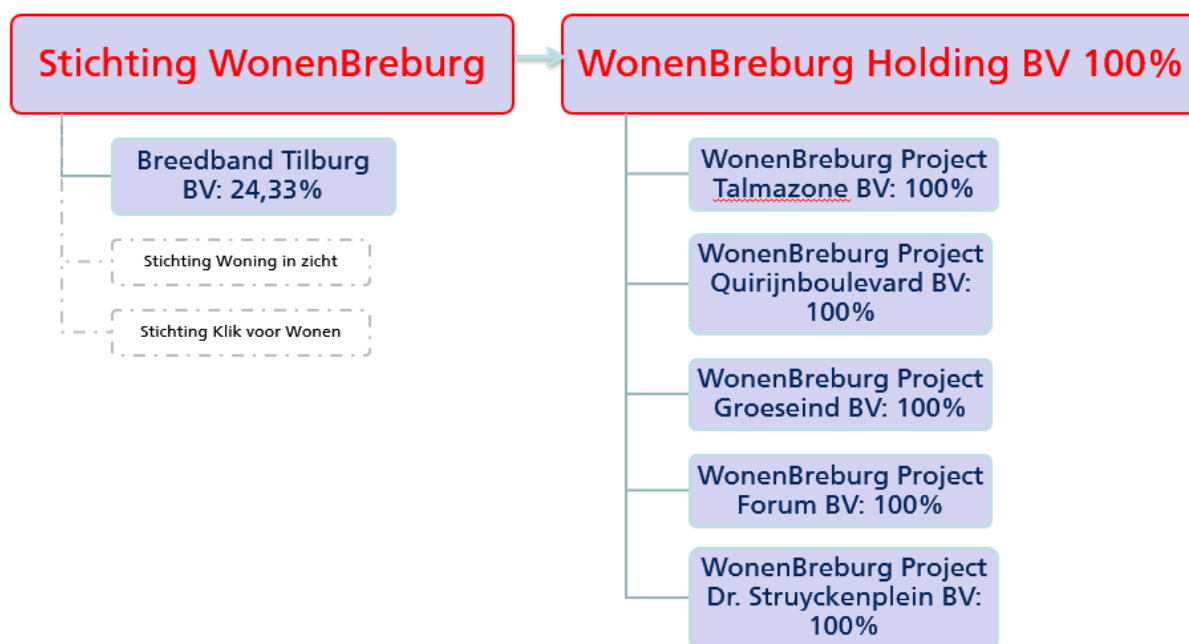 Stichting WonenBreburg
WonenBreburg Holding BV 100%
Breedband Tilburg
BV: 24,33%
Stichting Woning in zicht
Stichting Klik voor Wonen
WonenBreburg Project
Talmazone BV: 100%
WonenBreburg Project
Quirijnboulevard BV:
100%
WonenBreburg Project
Groeseind BV: 100%
WonenBreburg Project
Forum BV: 100%
WonenBreburg Project
Dr. Struyckenplein BV:
100%